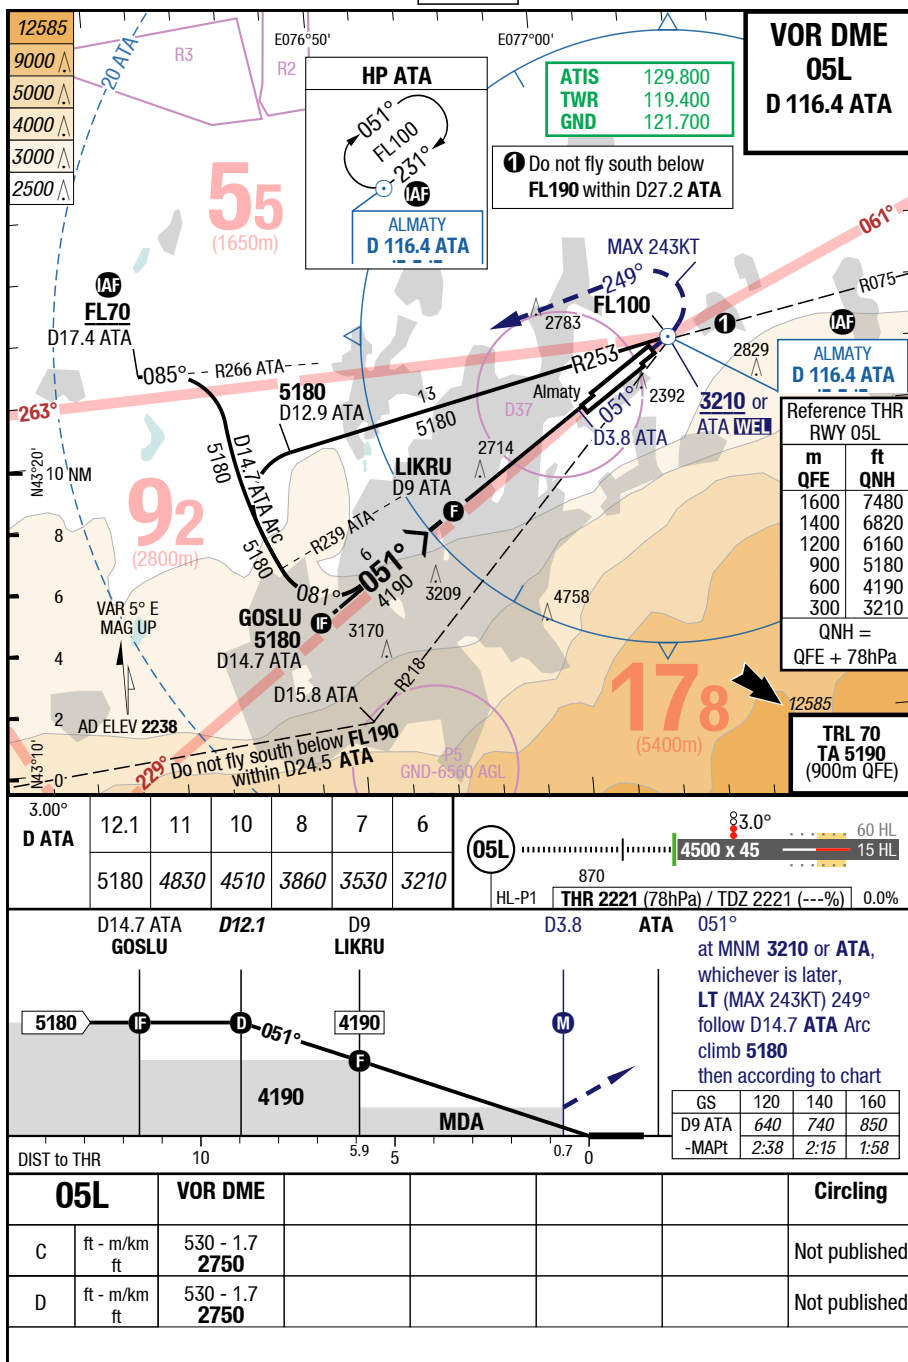 12585
9000
5000
4000
3000
2500
20 ATA
R3
R2
E076°50'
E077°00'
HP ATA
051°
FL100
231°
IAF
ALMATY
D 116.4 ATA
ATIS 129.800
TWR 119.400
GND 121.700
VOR DME
05L
D 116.4 ATA
1 Do not fly south below
FL190 within D27.2 ATA
55
(1650m)
IAF
FL70
D17.4 ATA
085°
R266 ATA
263°
5180
D12.9 ATA
13
5180
R253
MAX 243KT
249°
FL100
061°
R075
1
IAF
2783
2829
2392
ALMATY
D 116.4 ATA
3210 or
ATA WEL
Almaty
051°
D37
D3.8 ATA
2714
LIKRU
D9 ATA
F
5180
D14.7 ATA Arc
5180
R239 ATA
081°
6
051°
4190
3209
4758
GOSLU
5180
IF
D14.7 ATA
3170
D15.8 ATA
R218
92
(2800m)
N43°20'
10 NM
8
6
4
2
0
N43°10'
VAR 5° E
MAG UP
AD ELEV 2238
229°
Do not fly south below FL190
within D24.5 ATA
P5
GND-6560 AGL
178
(5400m)
12585
Reference THR
RWY 05L
m ft
QFE QNH
1600 7480
1400 6820
1200 6160
900 5180
600 4190
300 3210
QNH =
QFE + 78hPa
TRL 70
TA 5190
(900m QFE)
3.00°
D ATA 12.1 11 10 8 7 6
5180 4830 4510 3860 3530 3210
05L
3.0°
4500 x 45
60 HL
15 HL
870
HL-P1
THR 2221 (78hPa) / TDZ 2221 (---%) 0.0%
D14.7 ATA D12.1 D9 D3.8 ATA
GOSLU LIKRU
5180 IF D 051° 4190 F M
4190
MDA
DIST to THR 10 5.9 5 0.7 0
051°
at MNM 3210 or ATA,
whichever is later,
LT (MAX 243KT) 249°
follow D14.7 ATA Arc
climb 5180
then according to chart
GS 120 140 160
D9 ATA 640 740 850
-MAPt 2:38 2:15 1:58
05L VOR DME Circling
C ft - m/km 530 - 1.7 Not published
ft 2750
D ft - m/km 530 - 1.7 Not published
ft 2750